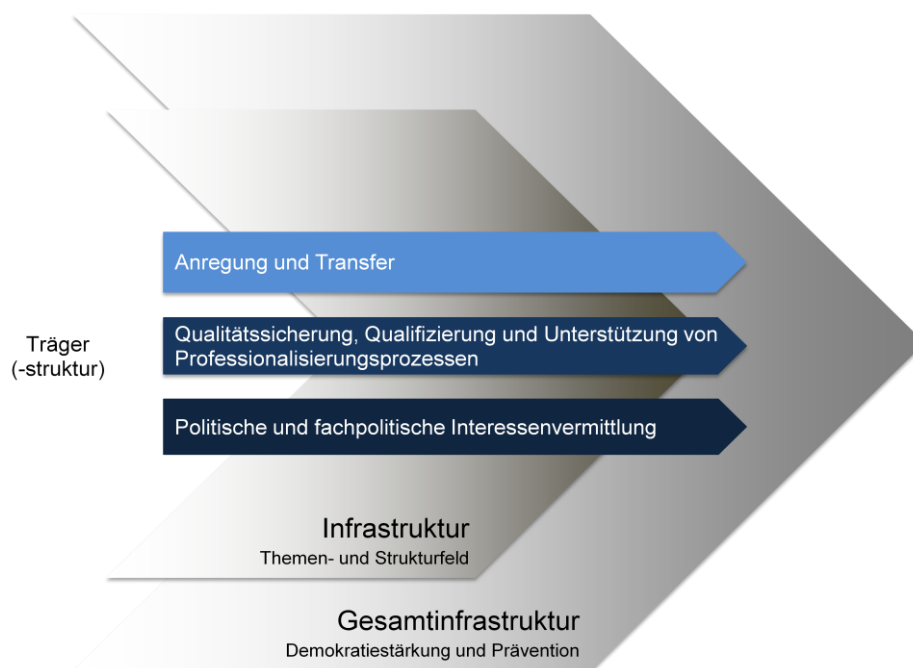 Anregung und Transfer
Träger
(-struktur)
Qualitätssicherung, Qualifizierung und Unterstützung von
Professionalisierungsprozessen
Politische und fachpolitische Interessenvermittlung
Infrastruktur
Themen- und Strukturfeld
Gesamtinfrastruktur
Demokratiestärkung und Prävention